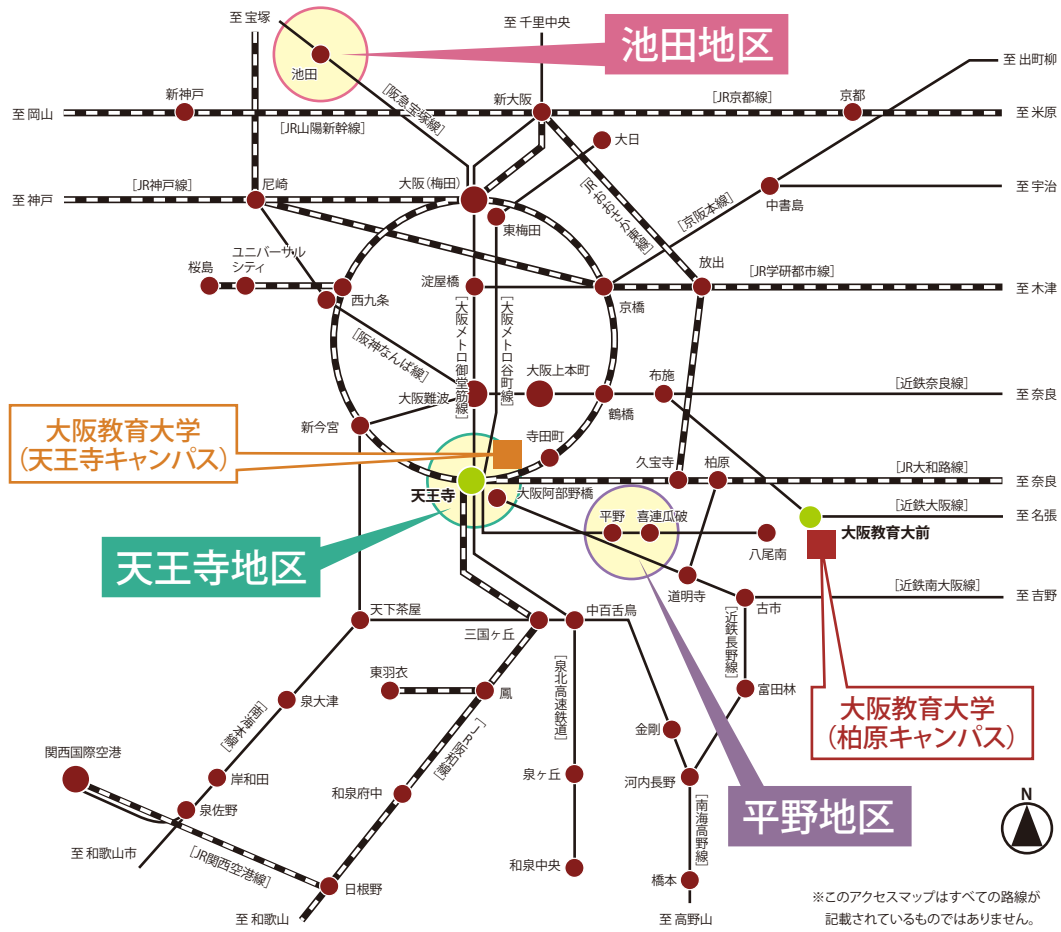 至 宝塚
至 千里中央
池田地区
池田
至 出町柳
新神戸
[阪急宝塚線]
新大阪
[JR京都線]
京都
至 岡山
至 米原
[JR山陽新幹線]
大日
[JR神戸線]
尼崎
大阪(梅田)
[JRおおさか東線]
至 神戸
中書島
至 宇治
東梅田
[京阪本線]
ユニバーサル
シティ
桜島
淀屋橋
放出
[JR学研都市線]
西九条
京橋
至 木津
[大阪メトロ御堂筋線]
[大阪メトロ谷町線]
[阪神なんば線]
大阪上本町
布施
[近鉄奈良線]
大阪難波
鶴橋
至 奈良
大阪教育大学
(天王寺キャンパス)
新今宮
寺田町
久宝寺
柏原
[JR大和路線]
至 奈良
天王寺
大阪阿部野橋
平野
喜連瓜破
[近鉄大阪線]
至 名張
大阪教育大前
八尾南
天王寺地区
道明寺
[近鉄南大阪線]
至 吉野
古市
天下茶屋
三国ヶ丘
中百舌鳥
[近鉄長野線]
東羽衣
鳳
[泉北高速鉄道]
富田林
泉大津
[南海本線]
[JR阪和線]
金剛
大阪教育大学
(柏原キャンパス)
関西国際空港
岸和田
和泉府中
泉ヶ丘
河内長野
泉佐野
[南海高野線]
平野地区
N
至 和歌山市
[JR関西空港線]
日根野
和泉中央
橋本
至 和歌山
至 高野山
※このアクセスマップはすべての路線が
記載されているものではありません。